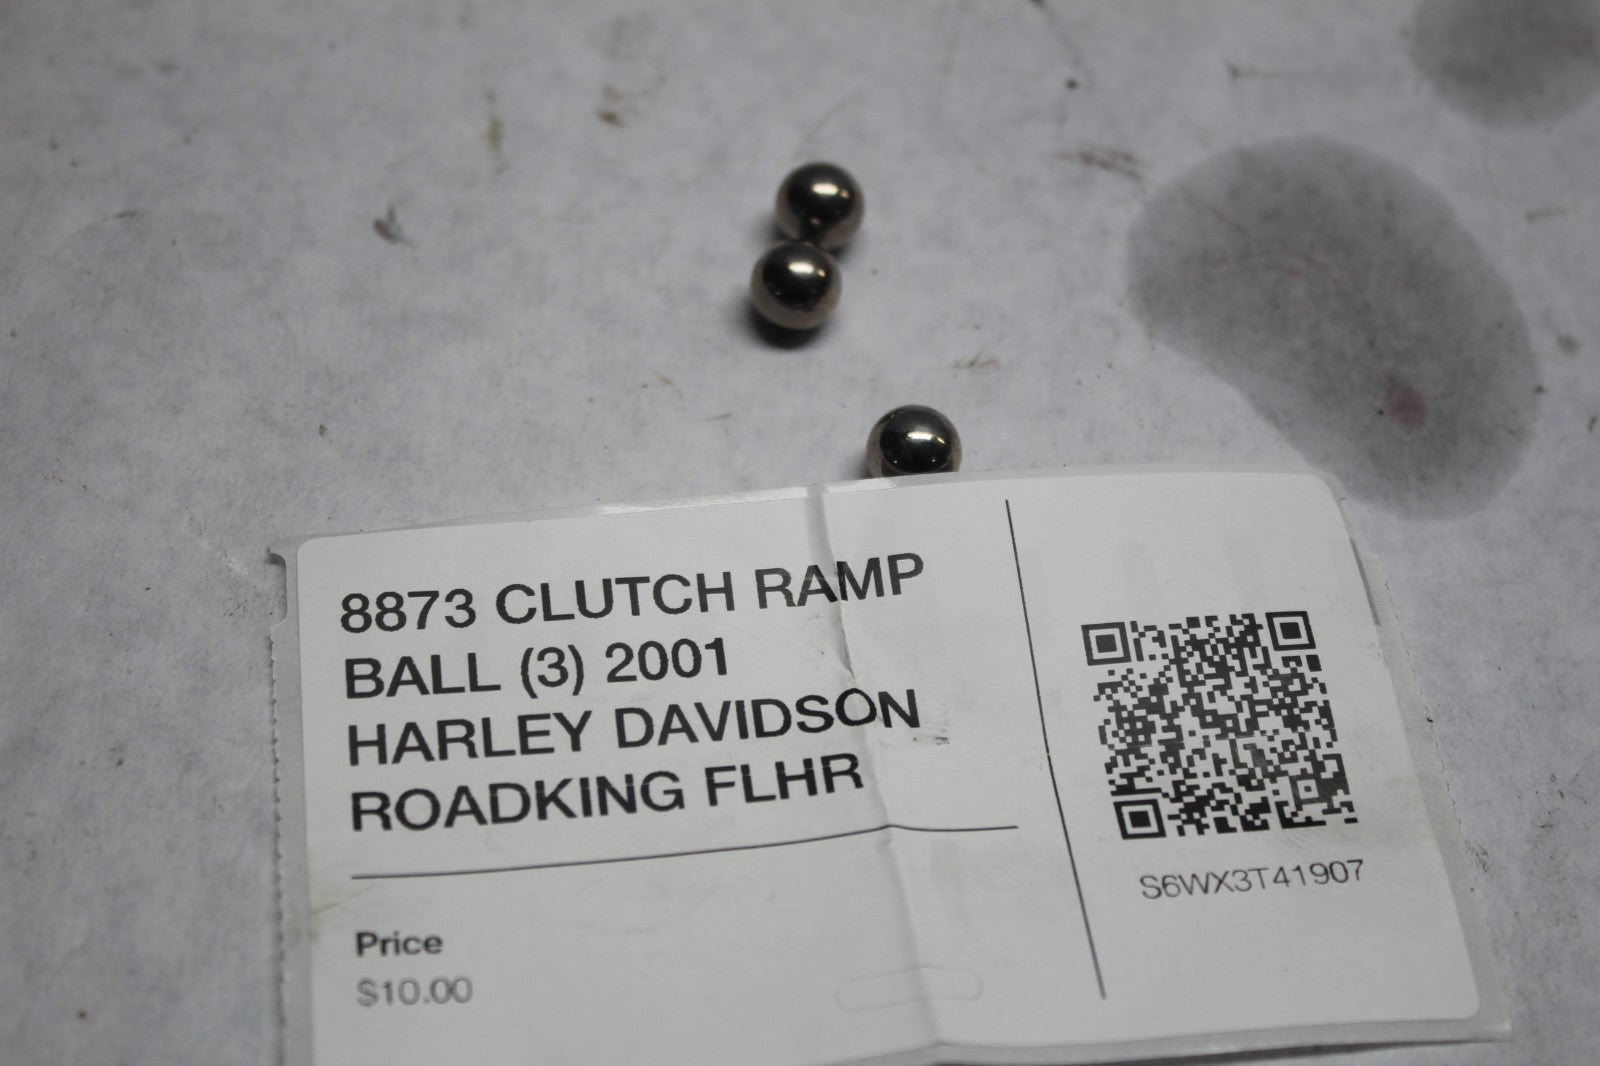 8873 CLUTCH RAMP
BALL (3) 2001
HARLEY DAVIDSON
ROADKING FLHR
Price
$10.00
S6WX3T41907